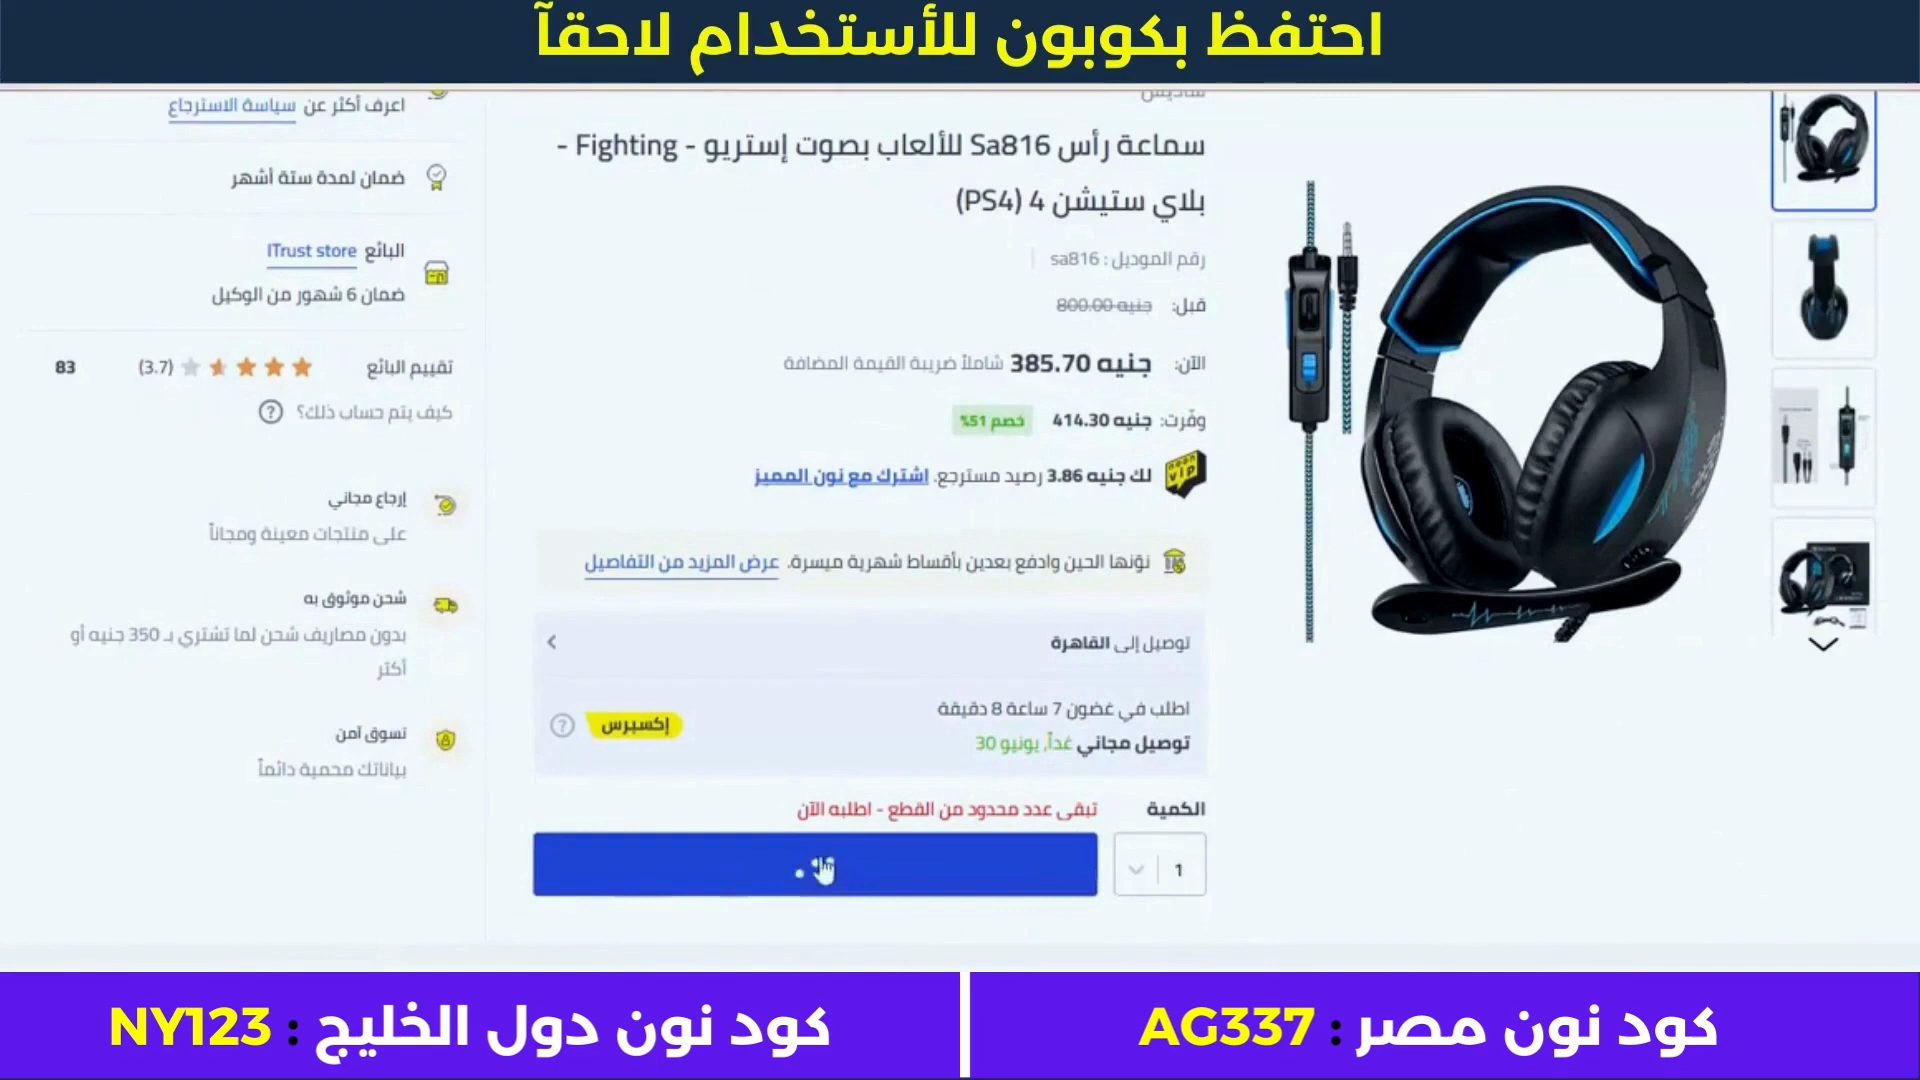 احتفظ بكوبون للأستخدام لاحقآ
ساديس
سماعة رأس Sa816 للألعاب بصوت إستريو - Fighting -
بلاي ستيشن 4 (PS4)
رقم الموديل : sa816
قبل: جنيه 800.00
الآن: جنيه 385.70 شاملاً ضريبة القيمة المضافة
وفّرت: جنيه 414.30 خصم 51%
noon vip لك جنيه 3.86 رصيد مسترجع. اشترك مع نون المميز
نوّنها الحين وادفع بعدين بأقساط شهرية ميسرة. عرض المزيد من التفاصيل
توصيل إلى القاهرة
اطلب في غضون 7 ساعة 8 دقيقة
توصيل مجاني غداً, يونيو 30
إكسبرس
الكمية تبقى عدد محدود من القطع - اطلبه الآن
1
اعرف أكثر عن سياسة الاسترجاع
ضمان لمدة ستة أشهر
البائع ITrust store
ضمان 6 شهور من الوكيل
تقييم البائع (3.7) 83
كيف يتم حساب ذلك؟
إرجاع مجاني
على منتجات معينة ومجاناً
شحن موثوق به
بدون مصاريف شحن لما تشتري بـ 350 جنيه أو
أكثر
تسوق آمن
بياناتك محمية دائماً
كود نون مصر : AG337
كود نون دول الخليج : NY123